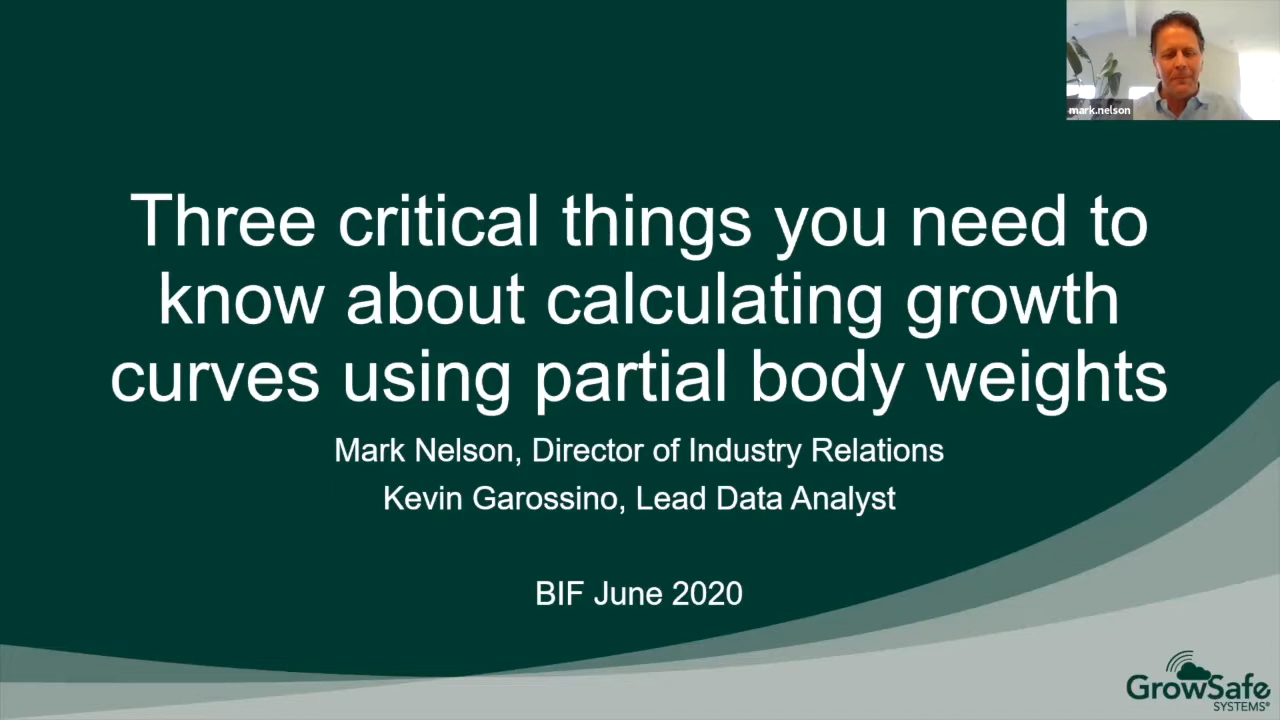 mark.nelson
Three critical things you need to
know about calculating growth
curves using partial body weights
Mark Nelson, Director of Industry Relations
Kevin Garossino, Lead Data Analyst
BIF June 2020
GrowSafe
SYSTEMS®